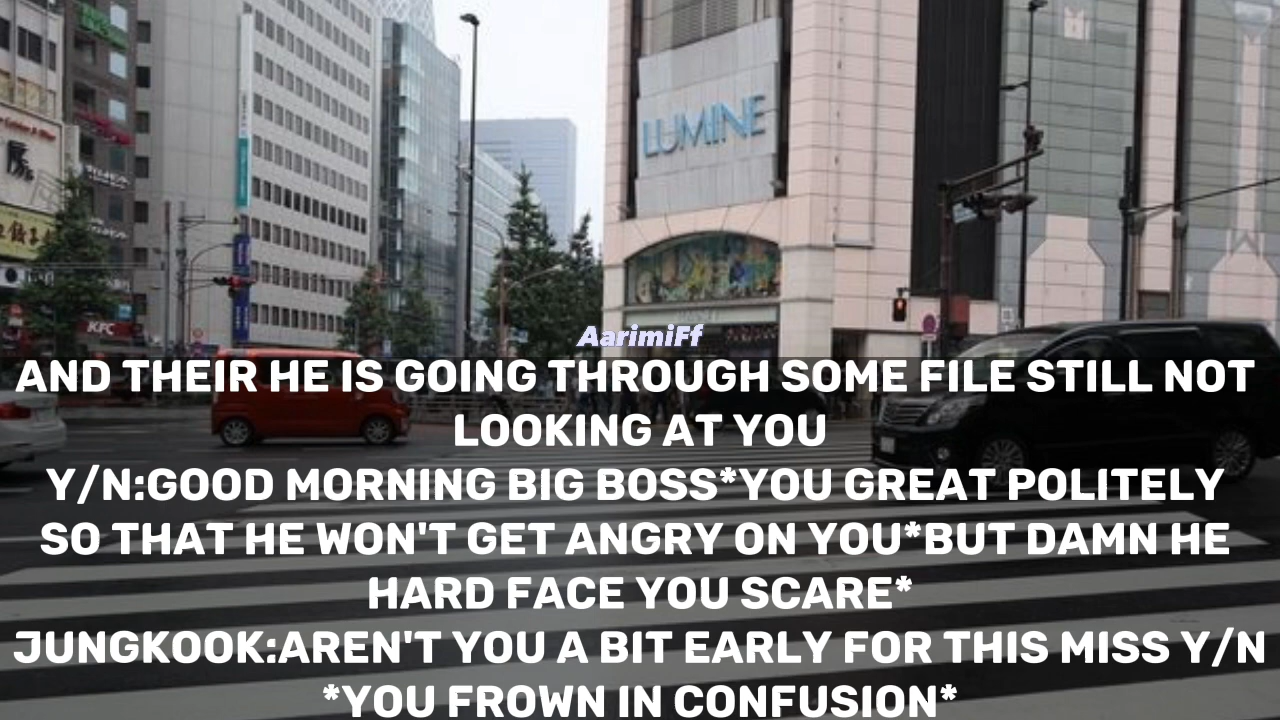 LUMINE
KFC
AarimiFf
AND THEIR HE IS GOING THROUGH SOME FILE STILL NOT
LOOKING AT YOU
Y/N:GOOD MORNING BIG BOSS*YOU GREAT POLITELY
SO THAT HE WON'T GET ANGRY ON YOU*BUT DAMN HE
HARD FACE YOU SCARE*
JUNGKOOK:AREN'T YOU A BIT EARLY FOR THIS MISS Y/N
*YOU FROWN IN CONFUSION*